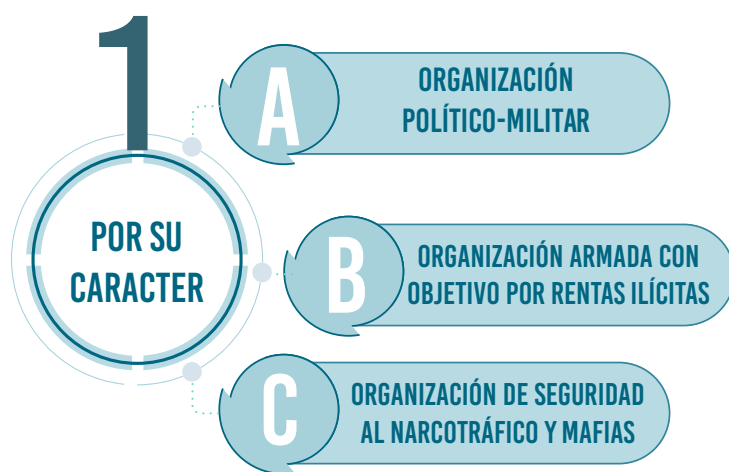 1
POR SU
CARACTER
A
ORGANIZACIÓN
POLÍTICO-MILITAR
B
ORGANIZACIÓN ARMADA CON
OBJETIVO POR RENTAS ILÍCITAS
C
ORGANIZACIÓN DE SEGURIDAD
AL NARCOTRÁFICO Y MAFIAS